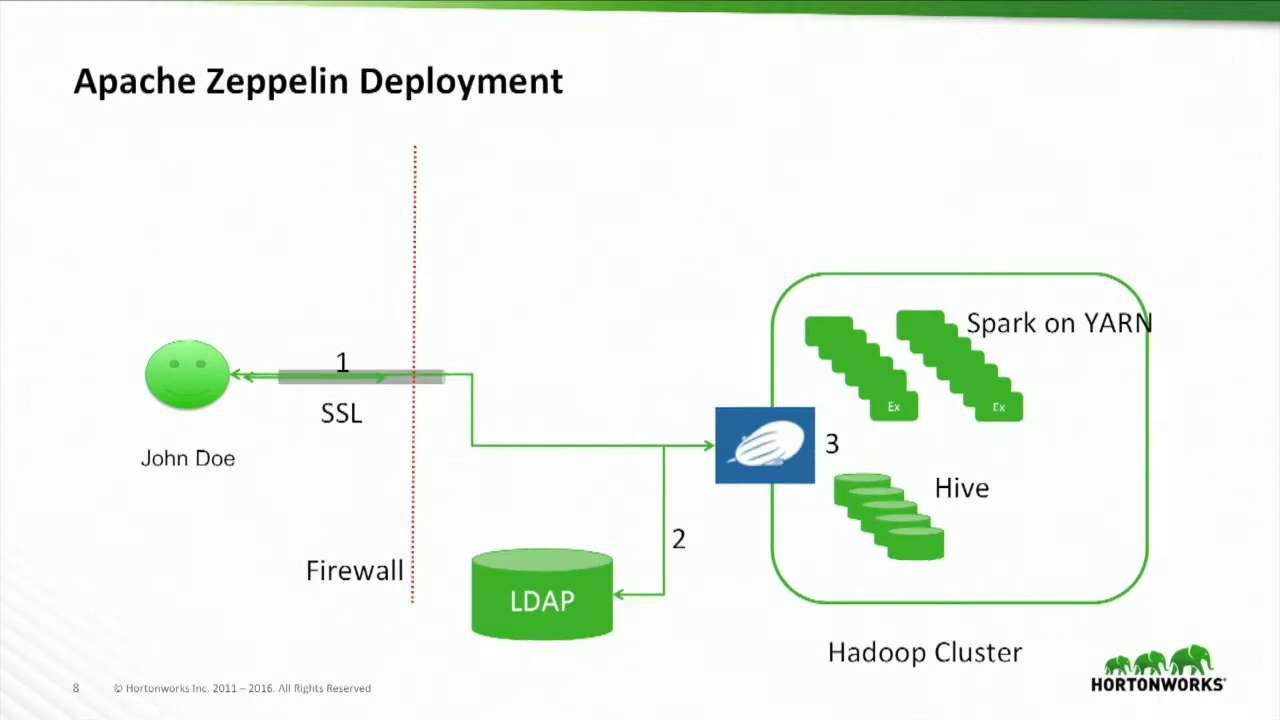 Apache Zeppelin Deployment
Spark on YARN
1
Ex
Ex
SSL
3
John Doe
Hive
2
Firewall
LDAP
Hadoop Cluster
8
© Hortonworks Inc. 2011 – 2016. All Rights Reserved
HORTONWORKS